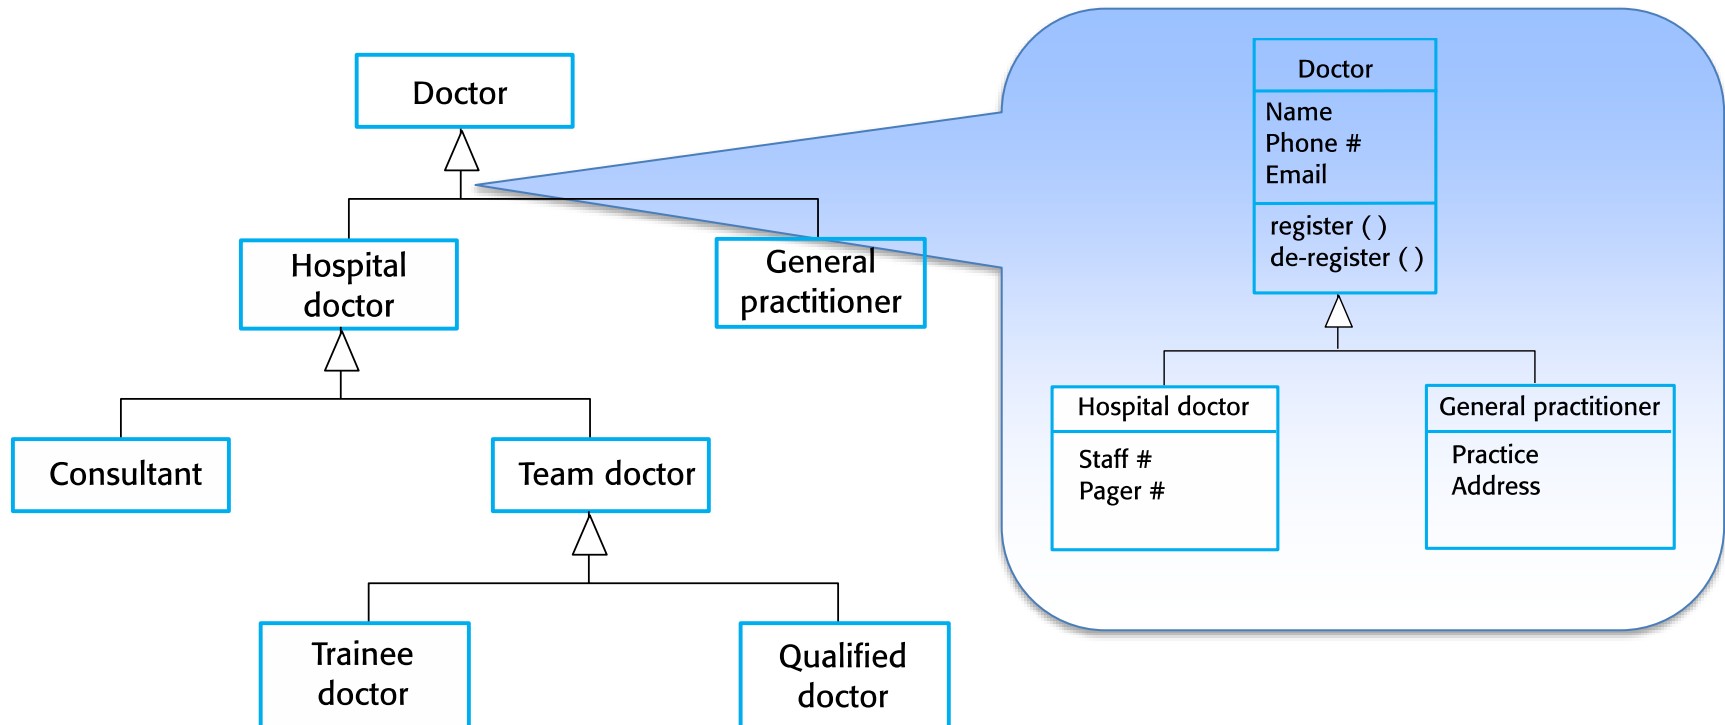 Doctor
Hospital
doctor
General
practitioner
Consultant
Team doctor
Trainee
doctor
Qualified
doctor
Doctor
Name
Phone #
Email
register ( )
de-register ( )
Hospital doctor
Staff #
Pager #
General practitioner
Practice
Address